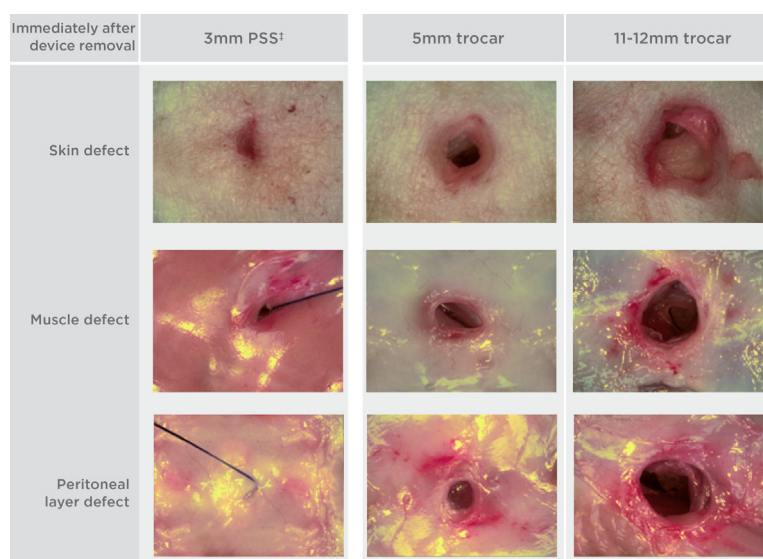 Immediately after
device removal
3mm PSS‡
5mm trocar
11-12mm trocar
Skin defect
Muscle defect
Peritoneal
layer defect